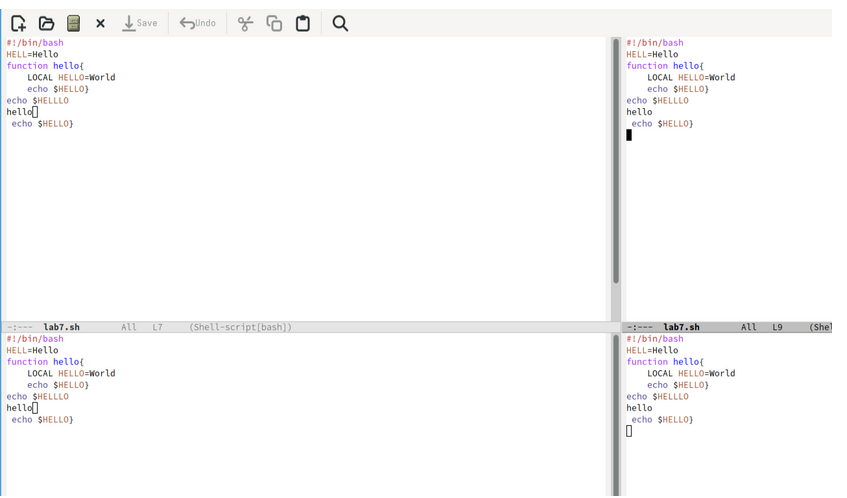 Save Undo
#!/bin/bash
HELL=Hello
function hello{
    LOCAL HELLO=World
    echo $HELLO}
echo $HELLLO
hello
 echo $HELLO}
-:---  lab7.sh        All   L7     (Shell-script[bash])
#!/bin/bash
HELL=Hello
function hello{
    LOCAL HELLO=World
    echo $HELLO}
echo $HELLLO
hello
 echo $HELLO}
-:---  lab7.sh        All   L9     (Shel
#!/bin/bash
HELL=Hello
function hello{
    LOCAL HELLO=World
    echo $HELLO}
echo $HELLLO
hello
 echo $HELLO}
#!/bin/bash
HELL=Hello
function hello{
    LOCAL HELLO=World
    echo $HELLO}
echo $HELLLO
hello
 echo $HELLO}